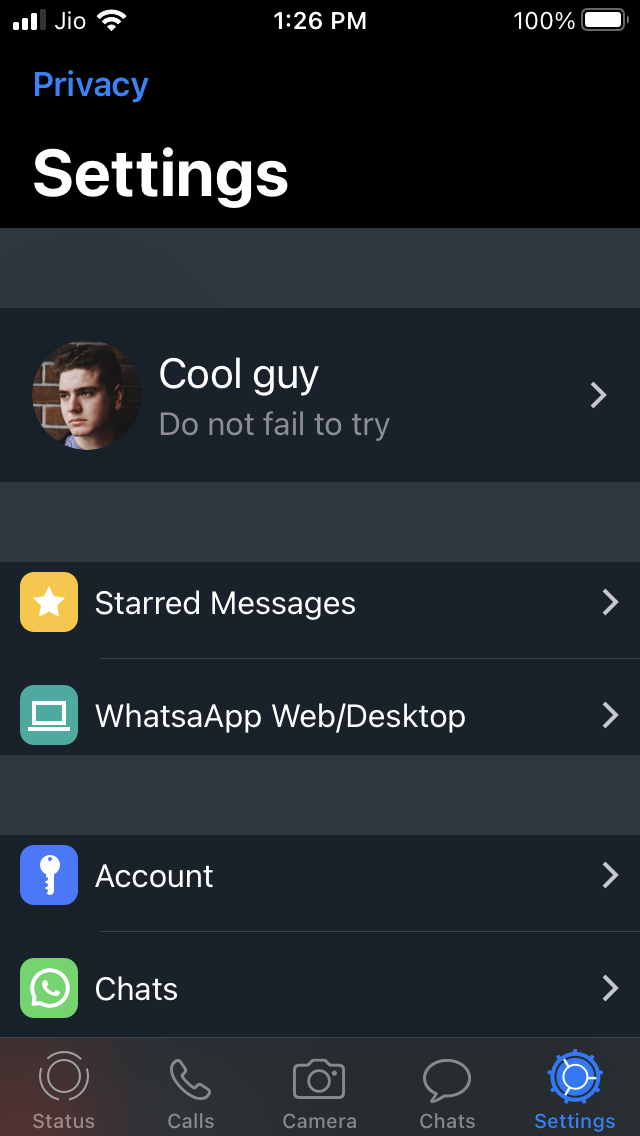 Jio 1:26 PM 100%
Privacy
Settings
Cool guy
Do not fail to try
Starred Messages
WhatsaApp Web/Desktop
Account
Chats
Status Calls Camera Chats Settings